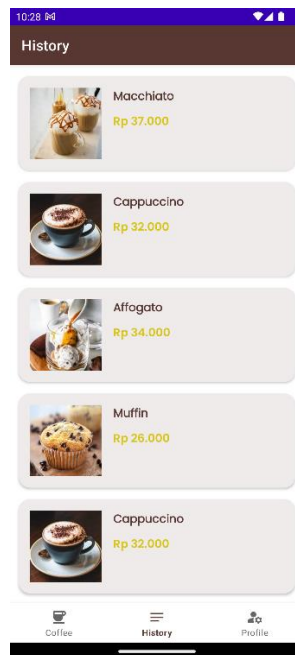 10:28
History
Macchiato
Rp 37.000
Cappuccino
Rp 32.000
Affogato
Rp 34.000
Muffin
Rp 26.000
Cappuccino
Rp 32.000
Coffee
History
Profile